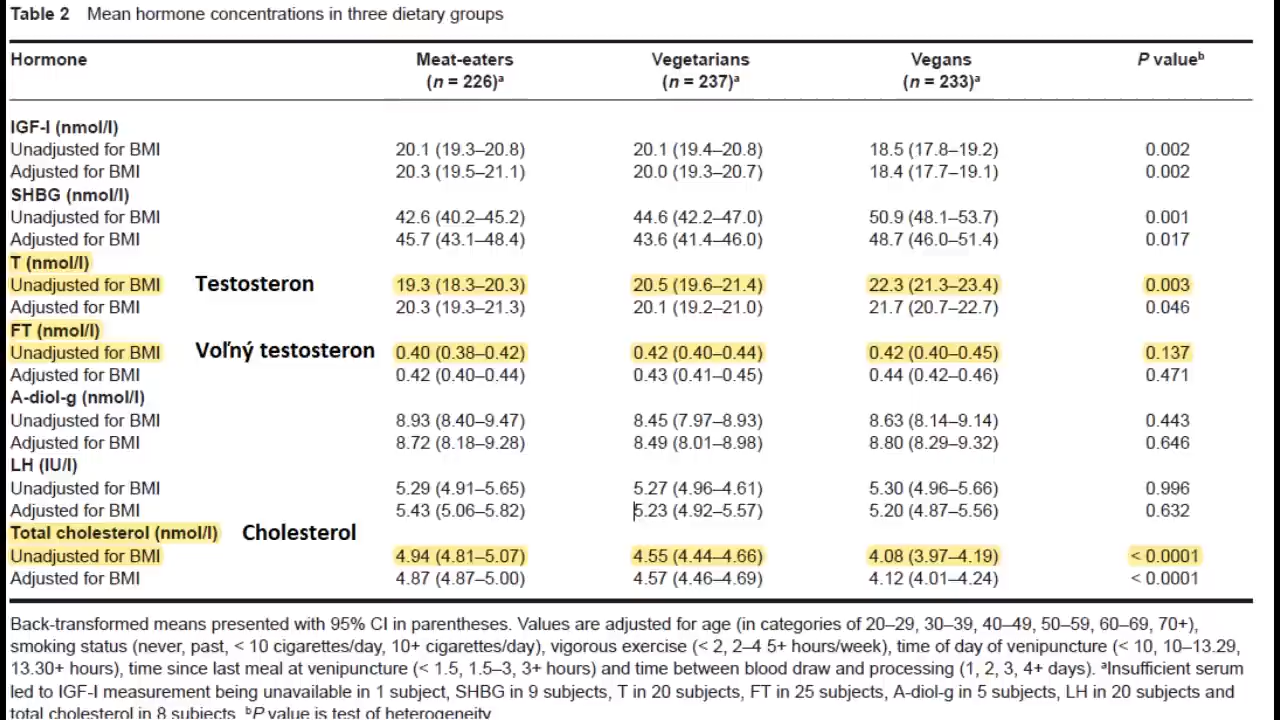 Table 2 Mean hormone concentrations in three dietary groups
Hormone Meat-eaters Vegetarians Vegans P valueᵇ
(n = 226)ᵃ (n = 237)ᵃ (n = 233)ᵃ
IGF-I (nmol/l)
Unadjusted for BMI 20.1 (19.3–20.8) 20.1 (19.4–20.8) 18.5 (17.8–19.2) 0.002
Adjusted for BMI 20.3 (19.5–21.1) 20.0 (19.3–20.7) 18.4 (17.7–19.1) 0.002
SHBG (nmol/l)
Unadjusted for BMI 42.6 (40.2–45.2) 44.6 (42.2–47.0) 50.9 (48.1–53.7) 0.001
Adjusted for BMI 45.7 (43.1–48.4) 43.6 (41.4–46.0) 48.7 (46.0–51.4) 0.017
T (nmol/l)
Unadjusted for BMI Testosteron 19.3 (18.3–20.3) 20.5 (19.6–21.4) 22.3 (21.3–23.4) 0.003
Adjusted for BMI 20.3 (19.3–21.3) 20.1 (19.2–21.0) 21.7 (20.7–22.7) 0.046
FT (nmol/l)
Unadjusted for BMI Voľný testosteron 0.40 (0.38–0.42) 0.42 (0.40–0.44) 0.42 (0.40–0.45) 0.137
Adjusted for BMI 0.42 (0.40–0.44) 0.43 (0.41–0.45) 0.44 (0.42–0.46) 0.471
A-diol-g (nmol/l)
Unadjusted for BMI 8.93 (8.40–9.47) 8.45 (7.97–8.93) 8.63 (8.14–9.14) 0.443
Adjusted for BMI 8.72 (8.18–9.28) 8.49 (8.01–8.98) 8.80 (8.29–9.32) 0.646
LH (IU/l)
Unadjusted for BMI 5.29 (4.91–5.65) 5.27 (4.96–4.61) 5.30 (4.96–5.66) 0.996
Adjusted for BMI 5.43 (5.06–5.82) 5.23 (4.92–5.57) 5.20 (4.87–5.56) 0.632
Total cholesterol (nmol/l) Cholesterol
Unadjusted for BMI 4.94 (4.81–5.07) 4.55 (4.44–4.66) 4.08 (3.97–4.19) < 0.0001
Adjusted for BMI 4.87 (4.87–5.00) 4.57 (4.46–4.69) 4.12 (4.01–4.24) < 0.0001
Back-transformed means presented with 95% CI in parentheses. Values are adjusted for age (in categories of 20–29, 30–39, 40–49, 50–59, 60–69, 70+),
smoking status (never, past, < 10 cigarettes/day, 10+ cigarettes/day), vigorous exercise (< 2, 2–4 5+ hours/week), time of day of venipuncture (< 10, 10–13.29,
13.30+ hours), time since last meal at venipuncture (< 1.5, 1.5–3, 3+ hours) and time between blood draw and processing (1, 2, 3, 4+ days). ᵃInsufficient serum
led to IGF-I measurement being unavailable in 1 subject, SHBG in 9 subjects, T in 20 subjects, FT in 25 subjects, A-diol-g in 5 subjects, LH in 20 subjects and
total cholesterol in 8 subjects. ᵇP value is test of heterogeneity